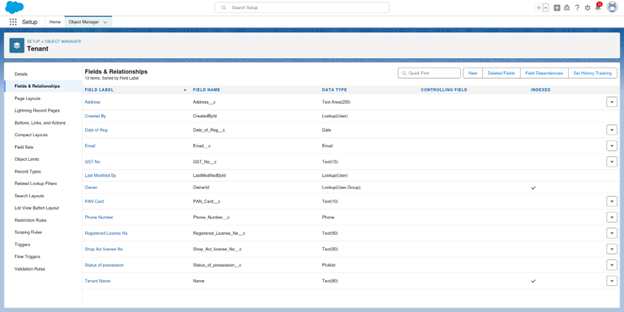 Search Setup
Setup Home Object Manager
SETUP > OBJECT MANAGER
Tenant
Details
Fields & Relationships
Page Layouts
Lightning Record Pages
Buttons, Links, and Actions
Compact Layouts
Field Sets
Object Limits
Record Types
Related Lookup Filters
Search Layouts
List View Button Layout
Restriction Rules
Scoping Rules
Triggers
Flow Triggers
Validation Rules
Fields & Relationships
13 Items, Sorted by Field Label
Quick Find New Deleted Fields Field Dependencies Set History Tracking
FIELD LABEL FIELD NAME DATA TYPE CONTROLLING FIELD INDEXED
Address Address__c Text Area(255)
Created By CreatedById Lookup(User)
Date of Reg Date_of_Reg__c Date
Email Email__c Email
GST No GST_No__c Text(15)
Last Modified By LastModifiedById Lookup(User)
Owner OwnerId Lookup(User,Group)
PAN Card PAN_Card__c Text(10)
Phone Number Phone_Number__c Phone
Registered License No Registered_License_No__c Text(50)
Shop Act license No Shop_Act_license_No__c Text(50)
Status of possession Status_of_possession__c Picklist
Tenant Name Name Text(80)